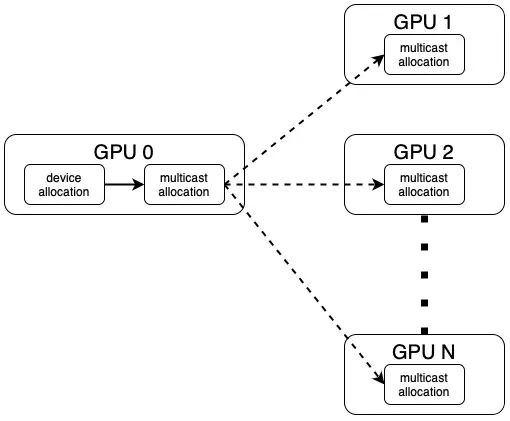 GPU 1
multicast
allocation
GPU 0
device
allocation
multicast
allocation
GPU 2
multicast
allocation
GPU N
multicast
allocation